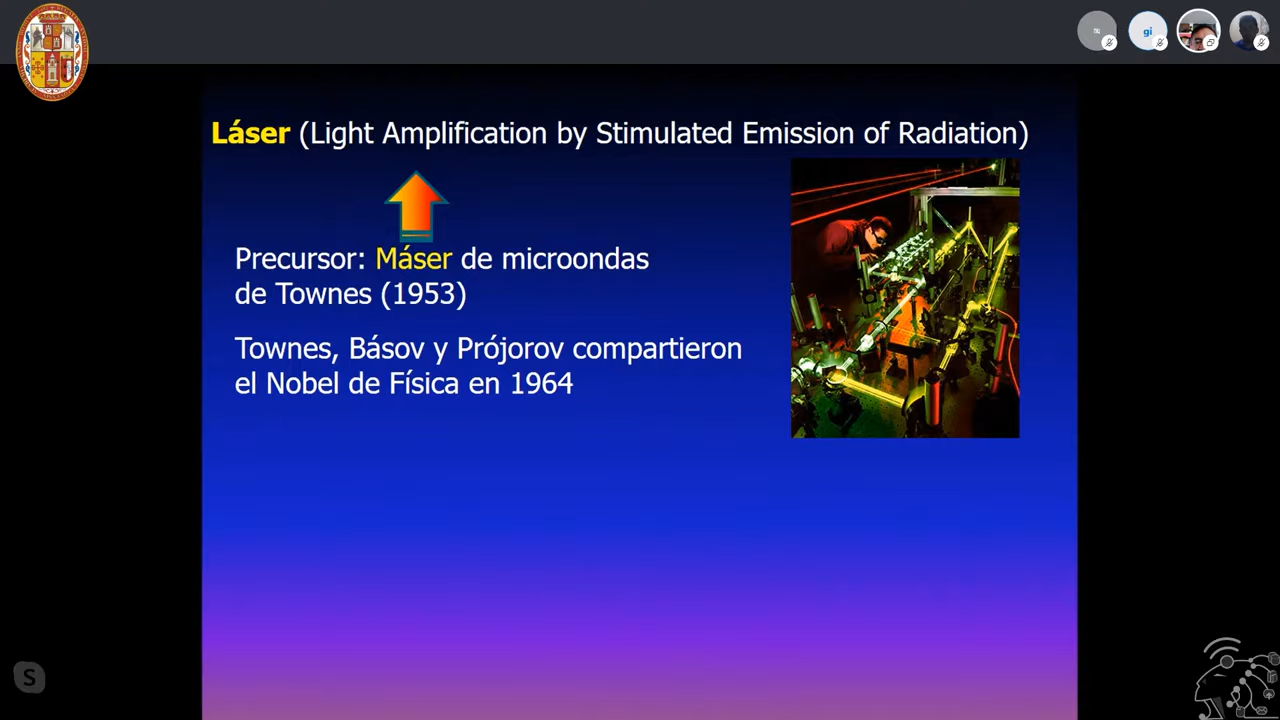 gi
Láser (Light Amplification by Stimulated Emission of Radiation)
Precursor: Máser de microondas
de Townes (1953)
Townes, Básov y Prójorov compartieron
el Nobel de Física en 1964
S